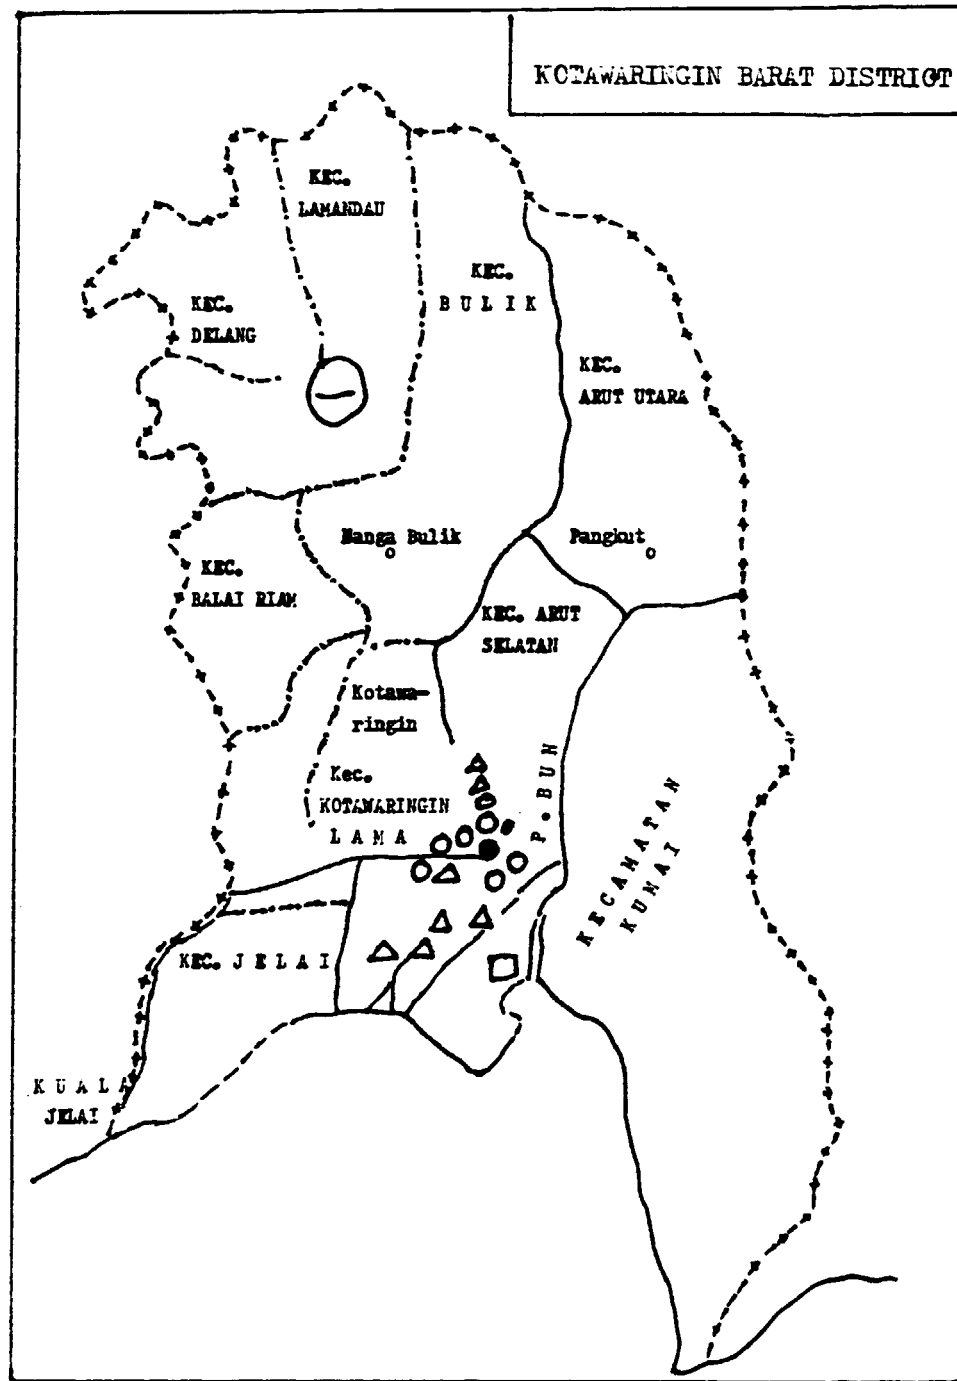 KOTAWARINGIN BARAT DISTRICT
KEC.
LAMANDAU
KEC.
BULIK
KEC.
DELANG
KEC.
ARUT UTARA
Nanga Bulik
Pangkut
KEC.
BALAI RIAM
KEC. ARUT
SELATAN
Kotawa-
ringin
Kec.
KOTAWARINGIN
LAMA
P. BUN
KECAMATAN
KUMAI
KEC. JELAI
KUALA
JELAI